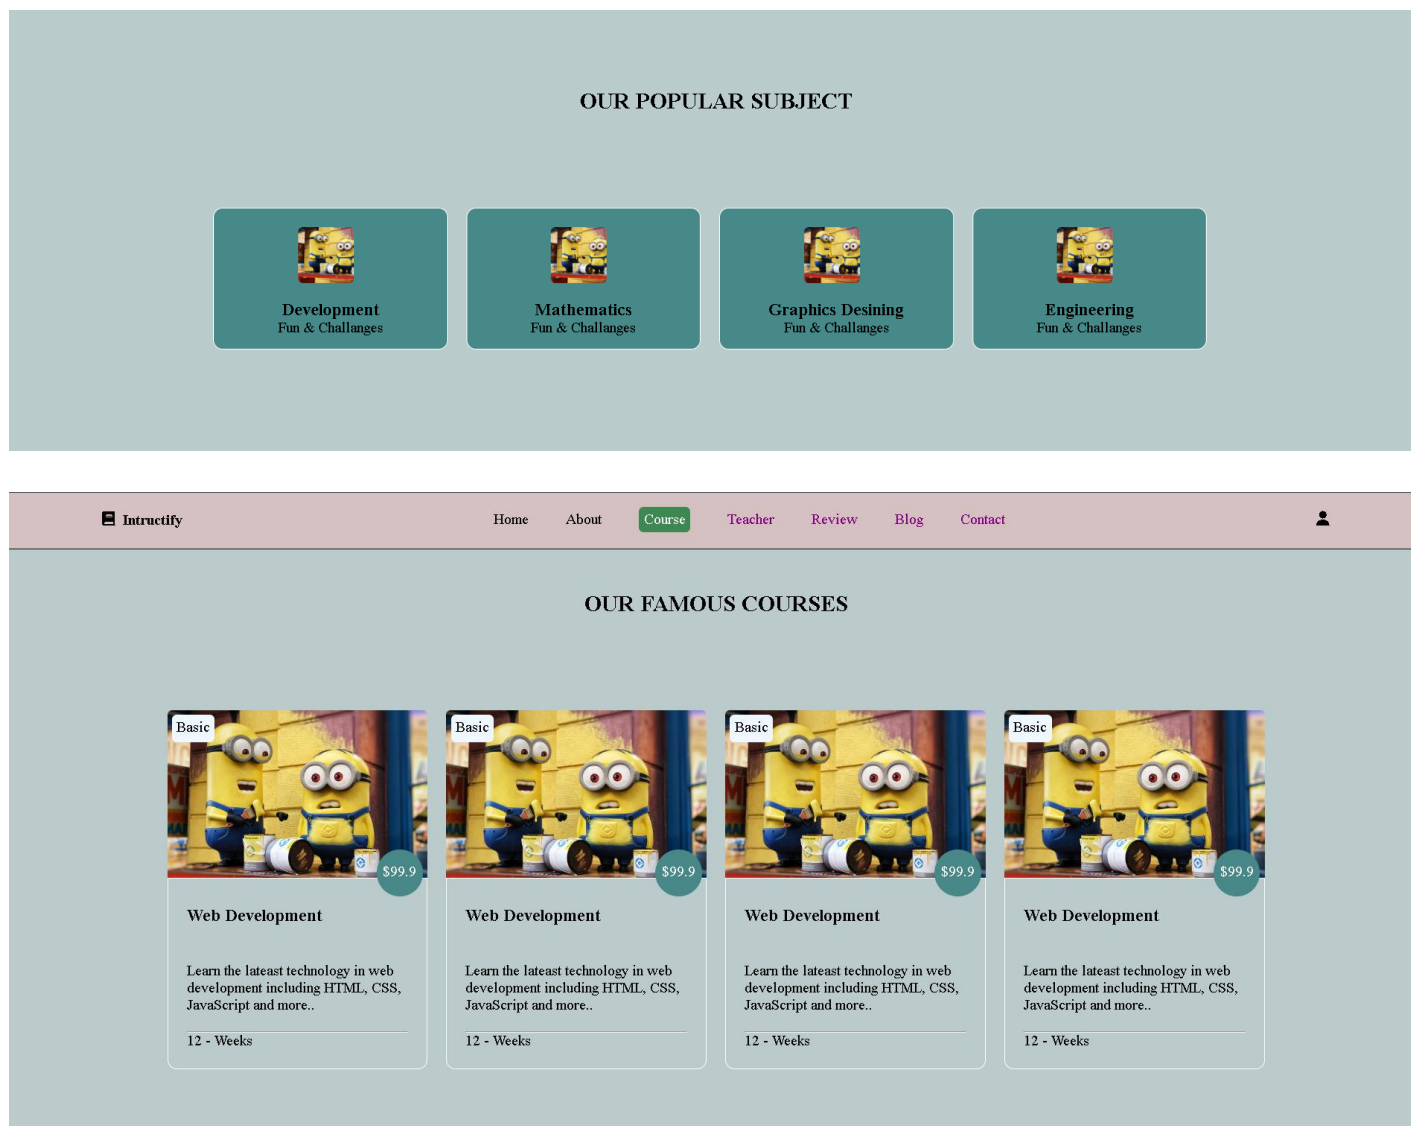 OUR POPULAR SUBJECT
Development
Fun & Challanges
Mathematics
Fun & Challanges
Graphics Desining
Fun & Challanges
Engineering
Fun & Challanges
Intructify
Home
About
Course
Teacher
Review
Blog
Contact
OUR FAMOUS COURSES
Basic
$99.9
Web Development
Learn the lateast technology in web
development including HTML, CSS,
JavaScript and more..
12 - Weeks
Basic
$99.9
Web Development
Learn the lateast technology in web
development including HTML, CSS,
JavaScript and more..
12 - Weeks
Basic
$99.9
Web Development
Learn the lateast technology in web
development including HTML, CSS,
JavaScript and more..
12 - Weeks
Basic
$99.9
Web Development
Learn the lateast technology in web
development including HTML, CSS,
JavaScript and more..
12 - Weeks